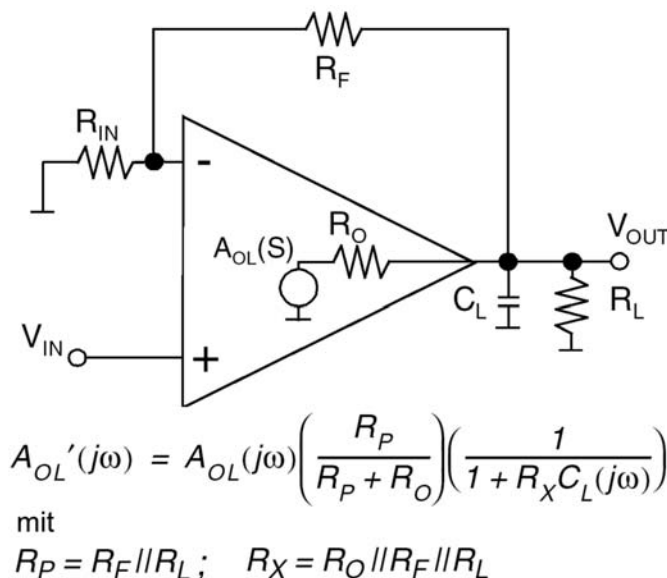 R_F
R_IN
-
R_O
A_OL(S)
V_OUT
C_L
R_L
V_IN
+
A_OL'(jω) = A_OL(jω)(R_P / (R_P + R_O))(1 / (1 + R_X C_L(jω)))
mit
R_P = R_F//R_L ; R_X = R_O//R_F//R_L